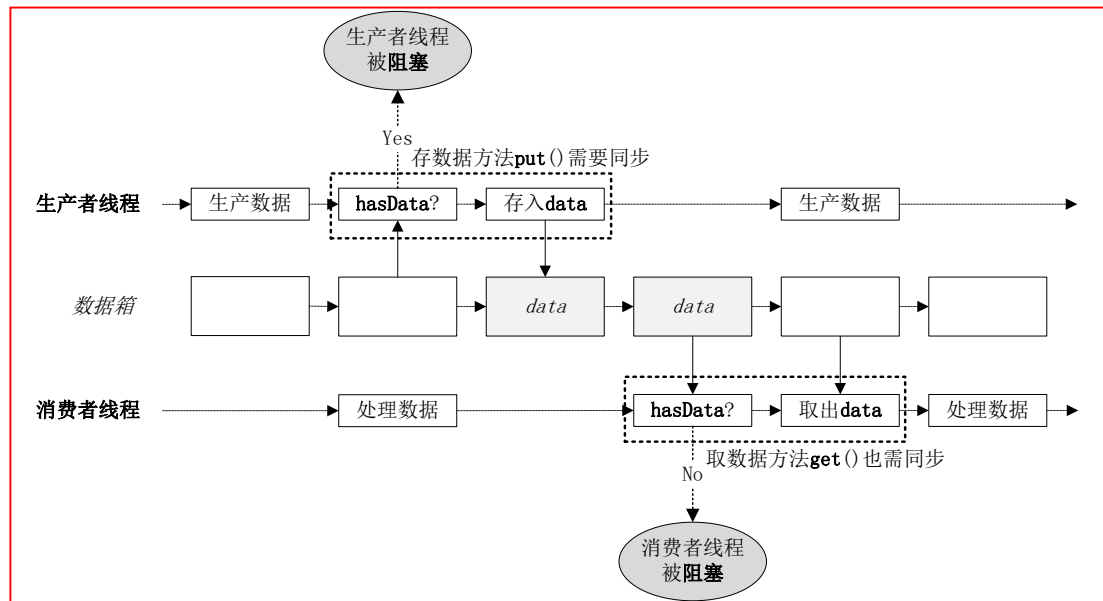 生产者线程
被阻塞
Yes
存数据方法put()需要同步
生产者线程
生产数据
hasData?
存入data
生产数据
数据箱
data
data
消费者线程
处理数据
hasData?
取出data
处理数据
取数据方法get()也需同步
No
消费者线程
被阻塞